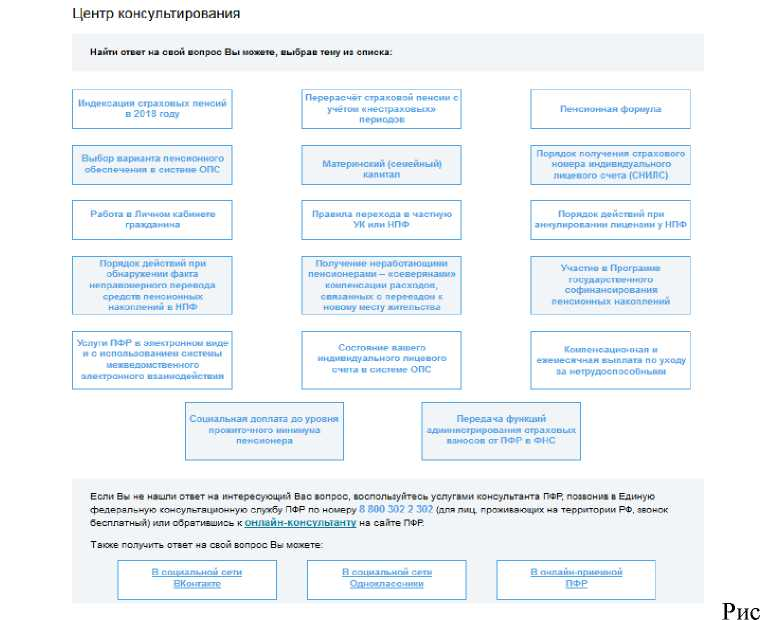 Центр консультирования
Найти ответ на свой вопрос Вы можете, выбрав тему из списка:
Индексация страховых пенсий
в 2018 году
Перерасчёт страховой пенсии с
учётом «нестраховых»
периодов
Пенсионная формула
Выбор варианта пенсионного
обеспечения в системе ОПС
Материнский (семейный)
капитал
Порядок получения страхового
номера индивидуального
лицевого счета (СНИЛС)
Работа в Личном кабинете
гражданина
Правила перехода в частную
УК или НПФ
Порядок действий при
аннулировании лицензии у НПФ
Порядок действий при
обнаружении факта
неправомерного перевода
средств пенсионных
накоплений в НПФ
Получение неработающими
пенсионерами – «северянами»
компенсации расходов,
связанных с переездом к
новому месту жительства
Участие в Программе
государственного
софинансирования
пенсионных накоплений
Услуги ПФР в электронном виде
и с использованием системы
межведомственного
электронного взаимодействия
Состояние вашего
индивидуального лицевого
счета в системе ОПС
Компенсационная и
ежемесячная выплата по уходу
за нетрудоспособными
Социальная доплата до уровня
прожиточного минимума
пенсионера
Передача функций
администрирования страховых
взносов от ПФР в ФНС
Если Вы не нашли ответ на интересующий Вас вопрос, воспользуйтесь услугами консультанта ПФР, позвонив в Единую
федеральную консультационную службу ПФР по номеру 8 800 302 2 302 (для лиц, проживающих на территории РФ, звонок
бесплатный) или обратившись к онлайн-консультанту на сайте ПФР.
Также получить ответ на свой вопрос Вы можете:
В социальной сети
ВКонтакте
В социальной сети
Одноклассники
В онлайн-приемной
ПФР
Рис